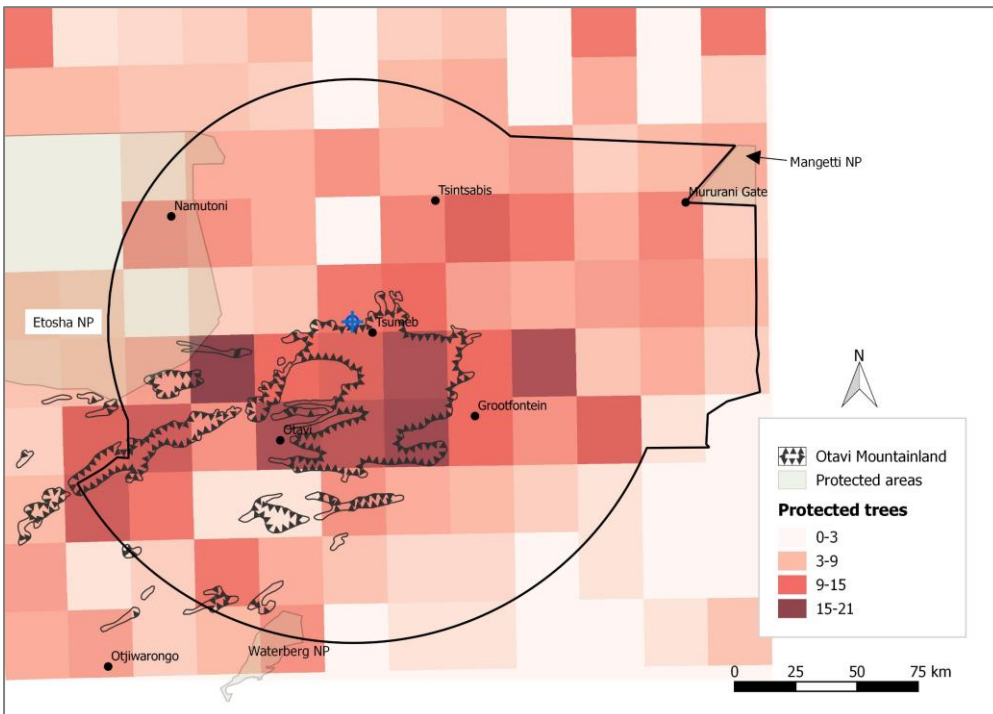 Mangetti NP
Tsintsabis
Mururani Gate
Namutoni
Etosha NP
Tsumeb
N
Grootfontein
Otavi
Otavi Mountainland
Protected areas
Protected trees
0-3
3-9
9-15
15-21
Waterberg NP
Otjiwarongo
0 25 50 75 km